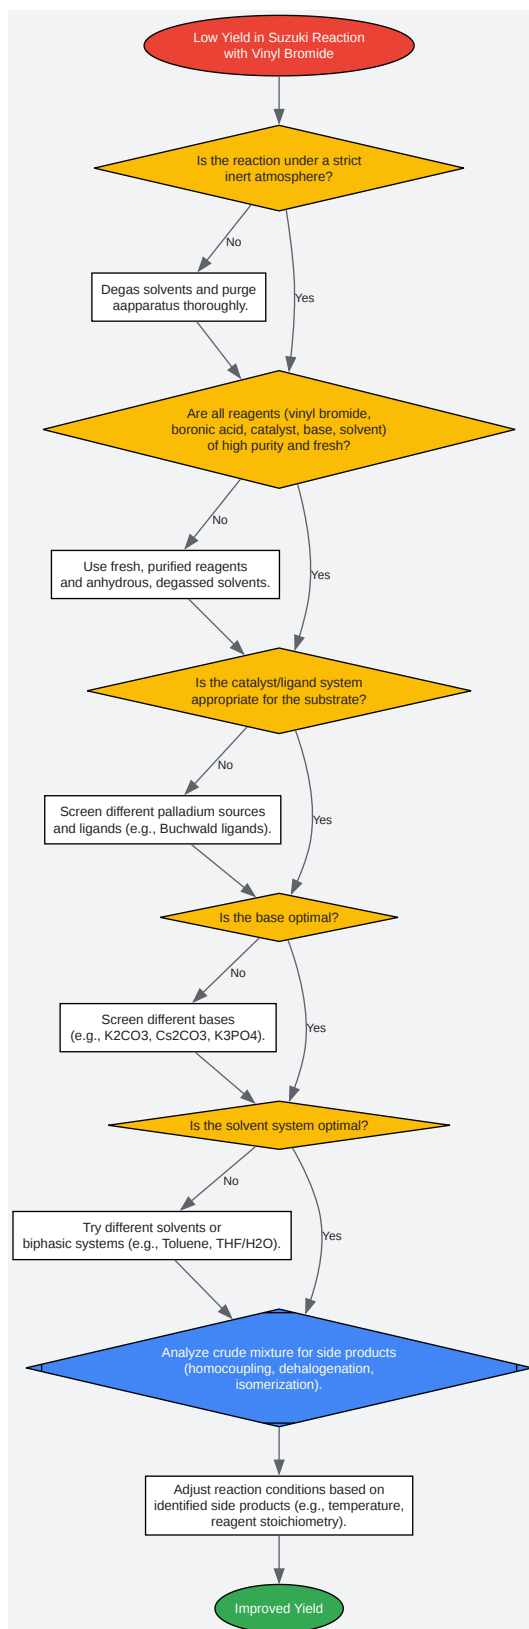 Low Yield in Suzuki Reaction
with Vinyl Bromide
Is the reaction under a strict
inert atmosphere?
No
Yes
Degas solvents and purge
aapparatus thoroughly.
Are all reagents (vinyl bromide,
boronic acid, catalyst, base, solvent)
of high purity and fresh?
No
Yes
Use fresh, purified reagents
and anhydrous, degassed solvents.
Is the catalyst/ligand system
appropriate for the substrate?
No
Yes
Screen different palladium sources
and ligands (e.g., Buchwald ligands).
Is the base optimal?
No
Yes
Screen different bases
(e.g., K2CO3, Cs2CO3, K3PO4).
Is the solvent system optimal?
No
Yes
Try different solvents or
biphasic systems (e.g., Toluene, THF/H2O).
Analyze crude mixture for side products
(homocoupling, dehalogenation,
isomerization).
Adjust reaction conditions based on
identified side products (e.g., temperature,
reagent stoichiometry).
Improved Yield